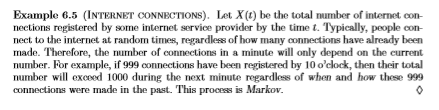 Example 6.5 (INTERNET CONNECTIONS). Let X(t) be the total number of internet con-
nections registered by some internet service provider by the time t. Typically, people con-
nect to the internet at random times, regardless of how many connections have already been
made. Therefore, the number of connections in a minute will only depend on the current
number. For example, if 999 connections have been registered by 10 o'clock, then their total
number will exceed 1000 during the next minute regardless of when and how these 999
connections were made in the past. This process is Markov. ◊